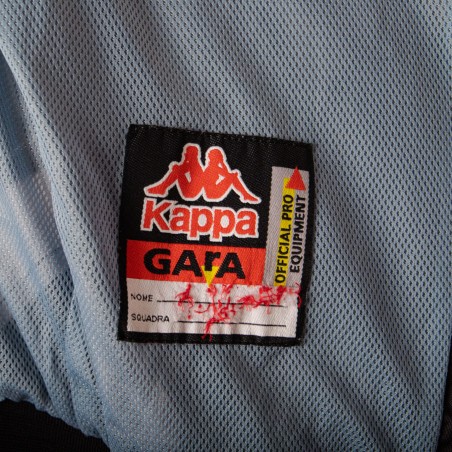 Kappa
GArA
OFFICIAL PRO
EQUIPMENT
NOME
SQUADRA